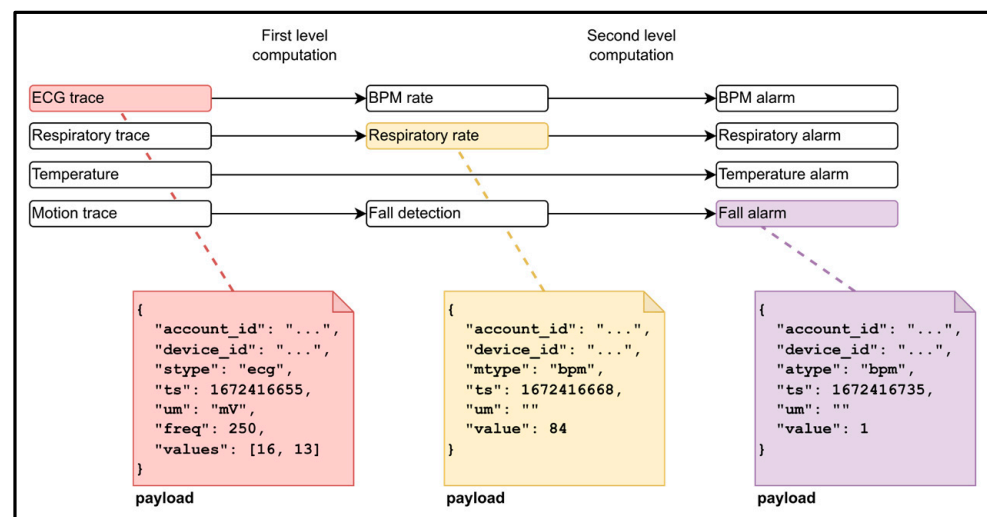 First level
computation
Second level
computation
ECG trace
BPM rate
BPM alarm
Respiratory trace
Respiratory rate
Respiratory alarm
Temperature
Temperature alarm
Motion trace
Fall detection
Fall alarm
{
"account_id": "...",
"device_id": "...",
"stype": "ecg",
"ts": 1672416655,
"um": "mV",
"freq": 250,
"values": [16, 13]
}
payload
{
"account_id": "...",
"device_id": "...",
"mtype": "bpm",
"ts": 1672416668,
"um": ""
"value": 84
}
payload
{
"account_id": "...",
"device_id": "...",
"atype": "bpm",
"ts": 1672416735,
"um": ""
"value": 1
}
payload